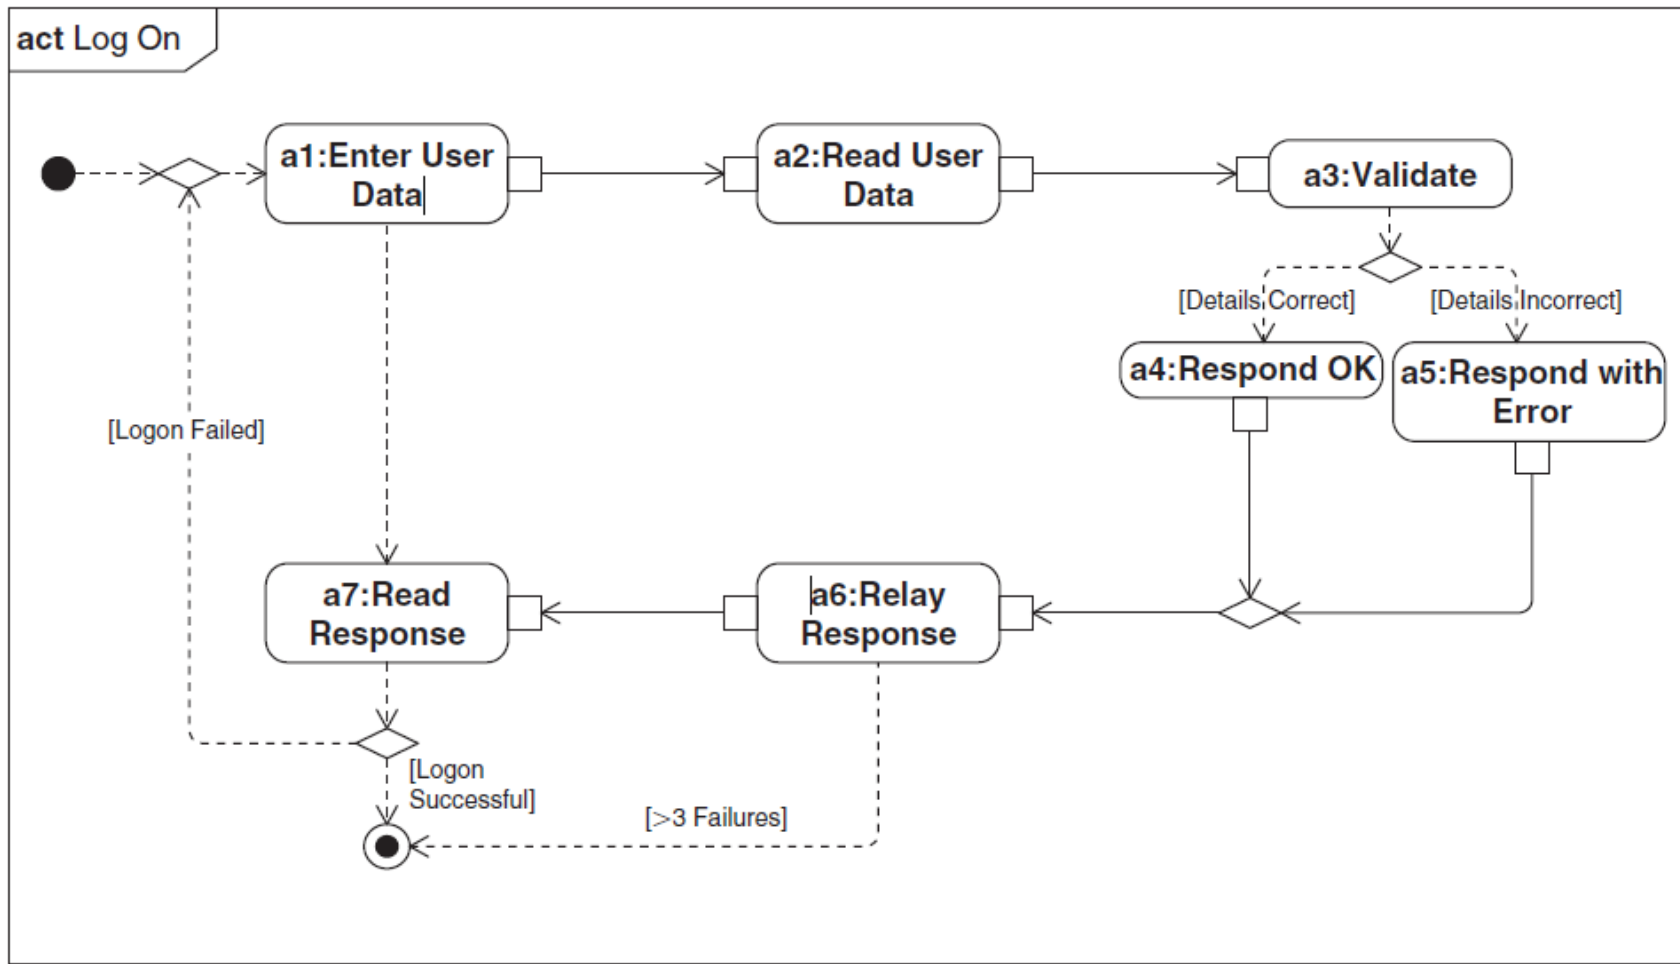 act Log On
a1:Enter User
Data
a2:Read User
Data
a3:Validate
[Details Correct]
[Details Incorrect]
a4:Respond OK
a5:Respond with
Error
[Logon Failed]
a7:Read
Response
a6:Relay
Response
[Logon
Successful]
[>3 Failures]